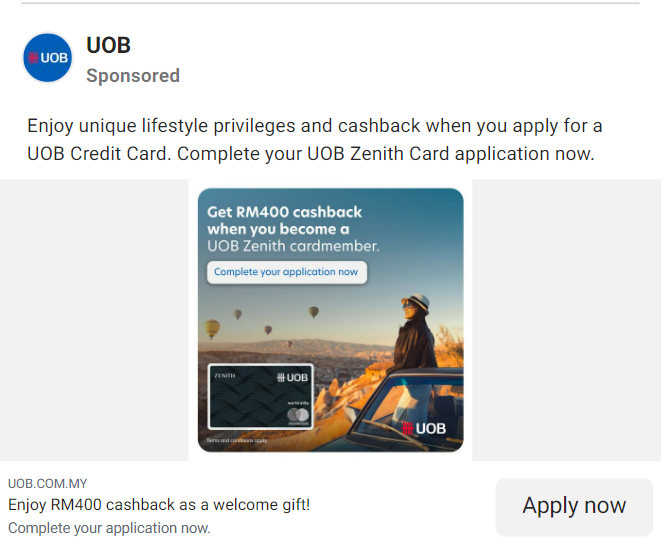 UOB
UOB
Sponsored
Enjoy unique lifestyle privileges and cashback when you apply for a
UOB Credit Card. Complete your UOB Zenith Card application now.
Get RM400 cashback
when you become a
UOB Zenith cardmember.
Complete your application now
ZENITH
UOB
world elite
mastercard
UOB
Terms and conditions apply.
UOB.COM.MY
Enjoy RM400 cashback as a welcome gift!
Complete your application now.
Apply now